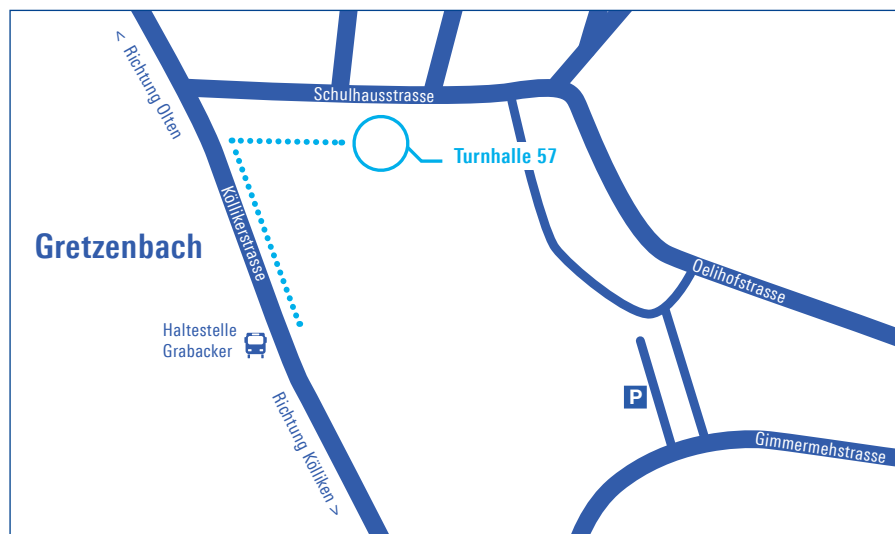 < Richtung Olten
Schulhausstrasse
Turnhalle 57
Köllikerstrasse
Gretzenbach
Oelihofstrasse
Haltestelle
Grabacker
P
Richtung Kölliken >
Gimmermehstrasse